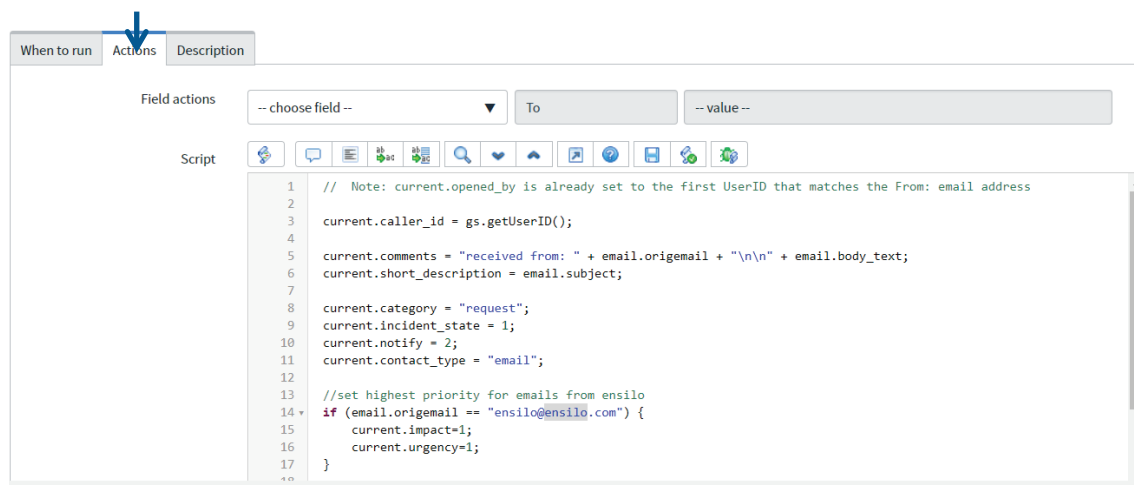 When to run Actions Description
Field actions -- choose field -- To -- value --
Script
1 // Note: current.opened_by is already set to the first UserID that matches the From: email address
2
3 current.caller_id = gs.getUserID();
4
5 current.comments = "received from: " + email.origemail + "\n\n" + email.body_text;
6 current.short_description = email.subject;
7
8 current.category = "request";
9 current.incident_state = 1;
10 current.notify = 2;
11 current.contact_type = "email";
12
13 //set highest priority for emails from ensilo
14 if (email.origemail == "ensilo@ensilo.com") {
15 current.impact=1;
16 current.urgency=1;
17 }